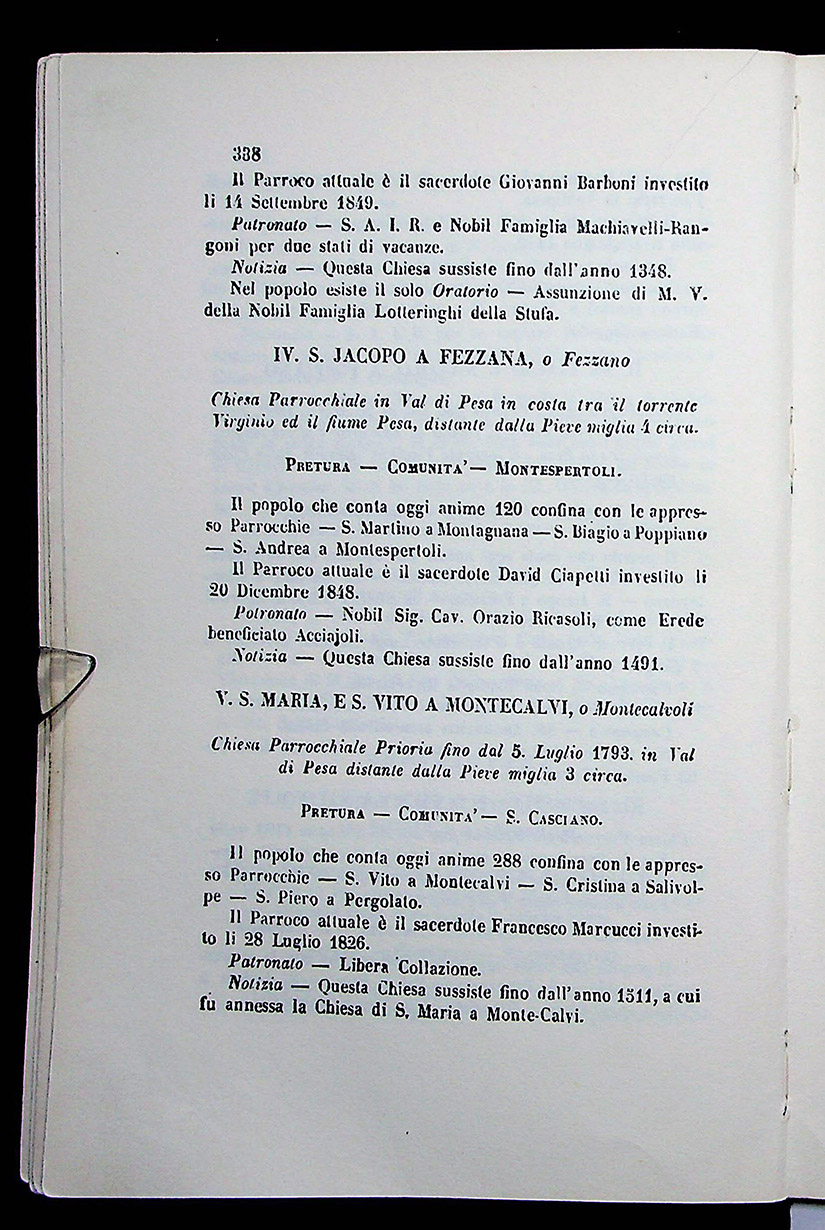 338
Il Parroco attuale è il sacerdote Giovanni Barboni investito
li 14 Settembre 1849.
Patronato — S. A. I. R. e Nobil Famiglia Machiavelli-Ran-
goni per due stati di vacanze.
Notizia — Questa Chiesa sussiste fino dall'anno 1348.
Nel popolo esiste il solo Oratorio — Assunzione di M. V.
della Nobil Famiglia Lotteringhi della Stufa.
IV. S. JACOPO A FEZZANA, o Fezzano
Chiesa Parrocchiale in Val di Pesa in costa tra il torrente
Virginio ed il fiume Pesa, distante dalla Pieve miglia 4 circa.
PRETURA — COMUNITA' — MONTESPERTOLI.
Il popolo che conta oggi anime 120 confina con le appres-
so Parrocchie — S. Martino a Montagnana — S. Biagio a Poppiano
— S. Andrea a Montespertoli.
Il Parroco attuale è il sacerdote David Ciapetti investito li
20 Dicembre 1848.
Potronato — Nobil Sig. Cav. Orazio Ricasoli, come Erede
beneficiato Acciajoli.
Notizia — Questa Chiesa sussiste fino dall'anno 1491.
V. S. MARIA, E S. VITO A MONTECALVI, o Montecalvoli
Chiesa Parrocchiale Prioria fino dal 5. Luglio 1793. in Val
di Pesa distante dalla Pieve miglia 3 circa.
PRETURA — COMUNITA' — S. CASCIANO.
Il popolo che conta oggi anime 288 confina con le appres-
so Parrocchie — S. Vito a Montecalvi — S. Cristina a Salivol-
pe — S. Piero a Pergolato.
Il Parroco attuale è il sacerdote Francesco Marcucci investi-
to li 28 Luglio 1826.
Patronato — Libera Collazione.
Notizia — Questa Chiesa sussiste fino dall'anno 1511, a cui
fu annessa la Chiesa di S. Maria a Monte-Calvi.